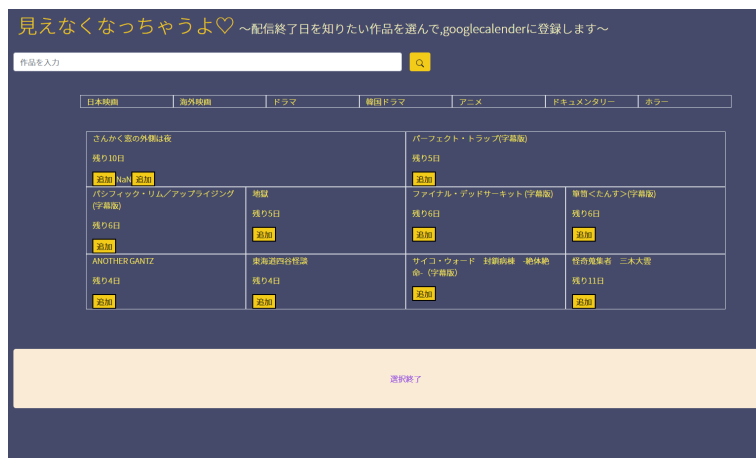 見えなくなっちゃうよ♡ ～配信終了日を知りたい作品を選んで,googlecalenderに登録します～
作品を入力
日本映画 海外映画 ドラマ 韓国ドラマ アニメ ドキュメンタリー ホラー
さんかく窓の外側は夜
残り10日
追加 NaN 追加
パーフェクト・トラップ(字幕版)
残り5日
追加
パシフィック・リム／アップライジング
(字幕版)
残り6日
追加
地獄
残り5日
追加
ファイナル・デッドサーキット (字幕版)
残り6日
追加
箪笥<たんす>(字幕版)
残り6日
追加
ANOTHER GANTZ
残り4日
追加
東海道四谷怪談
残り4日
追加
サイコ・ウォード　封鎖病棟　-絶体絶
命-（字幕版）
追加
怪奇蒐集者　三木大雲
残り11日
追加
選択終了